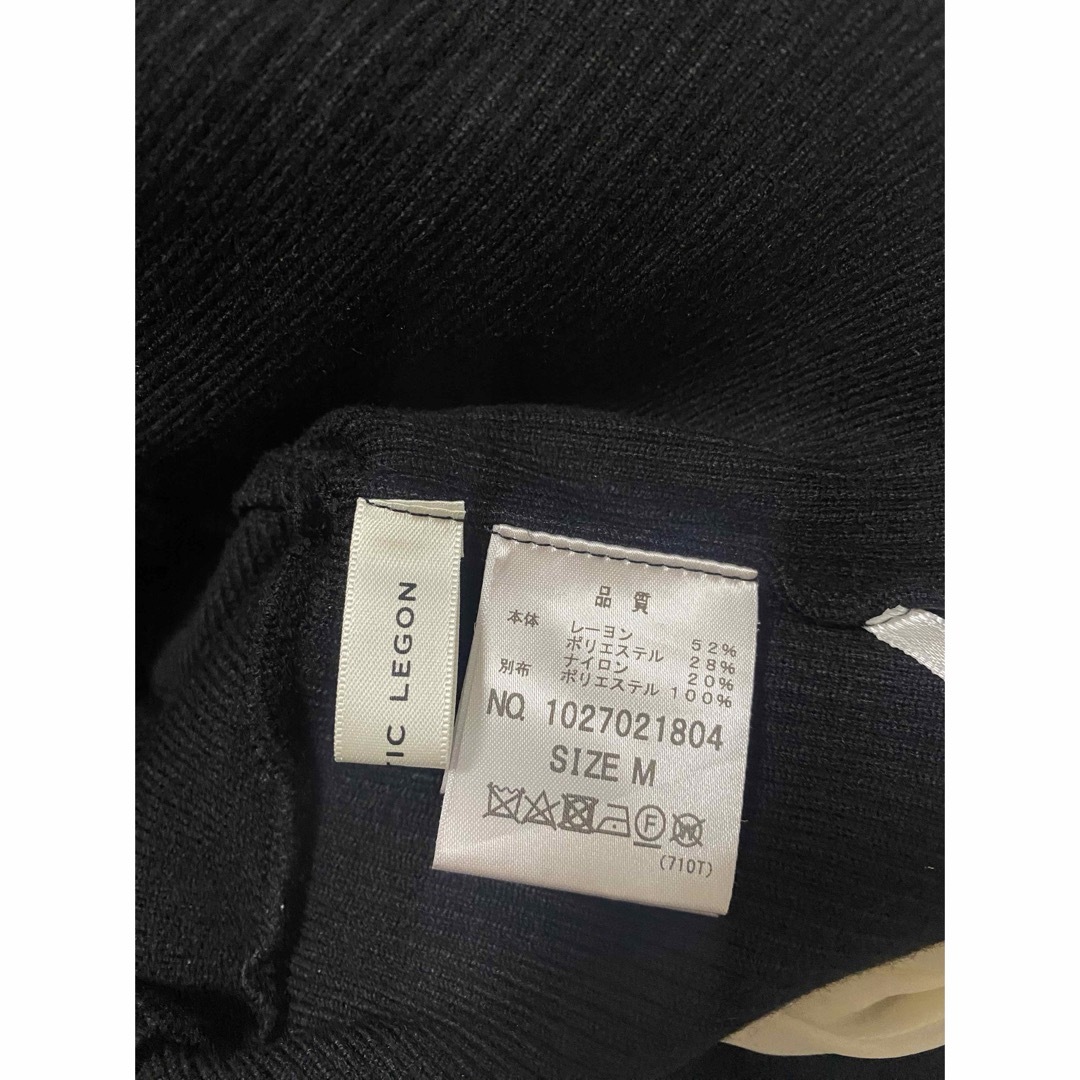 TIC LEGON
品質
本体 レーヨン 52%
ポリエステル 28%
ナイロン 20%
別布 ポリエステル 100%
NO. 1027021804
SIZE M
F
W
(710T)